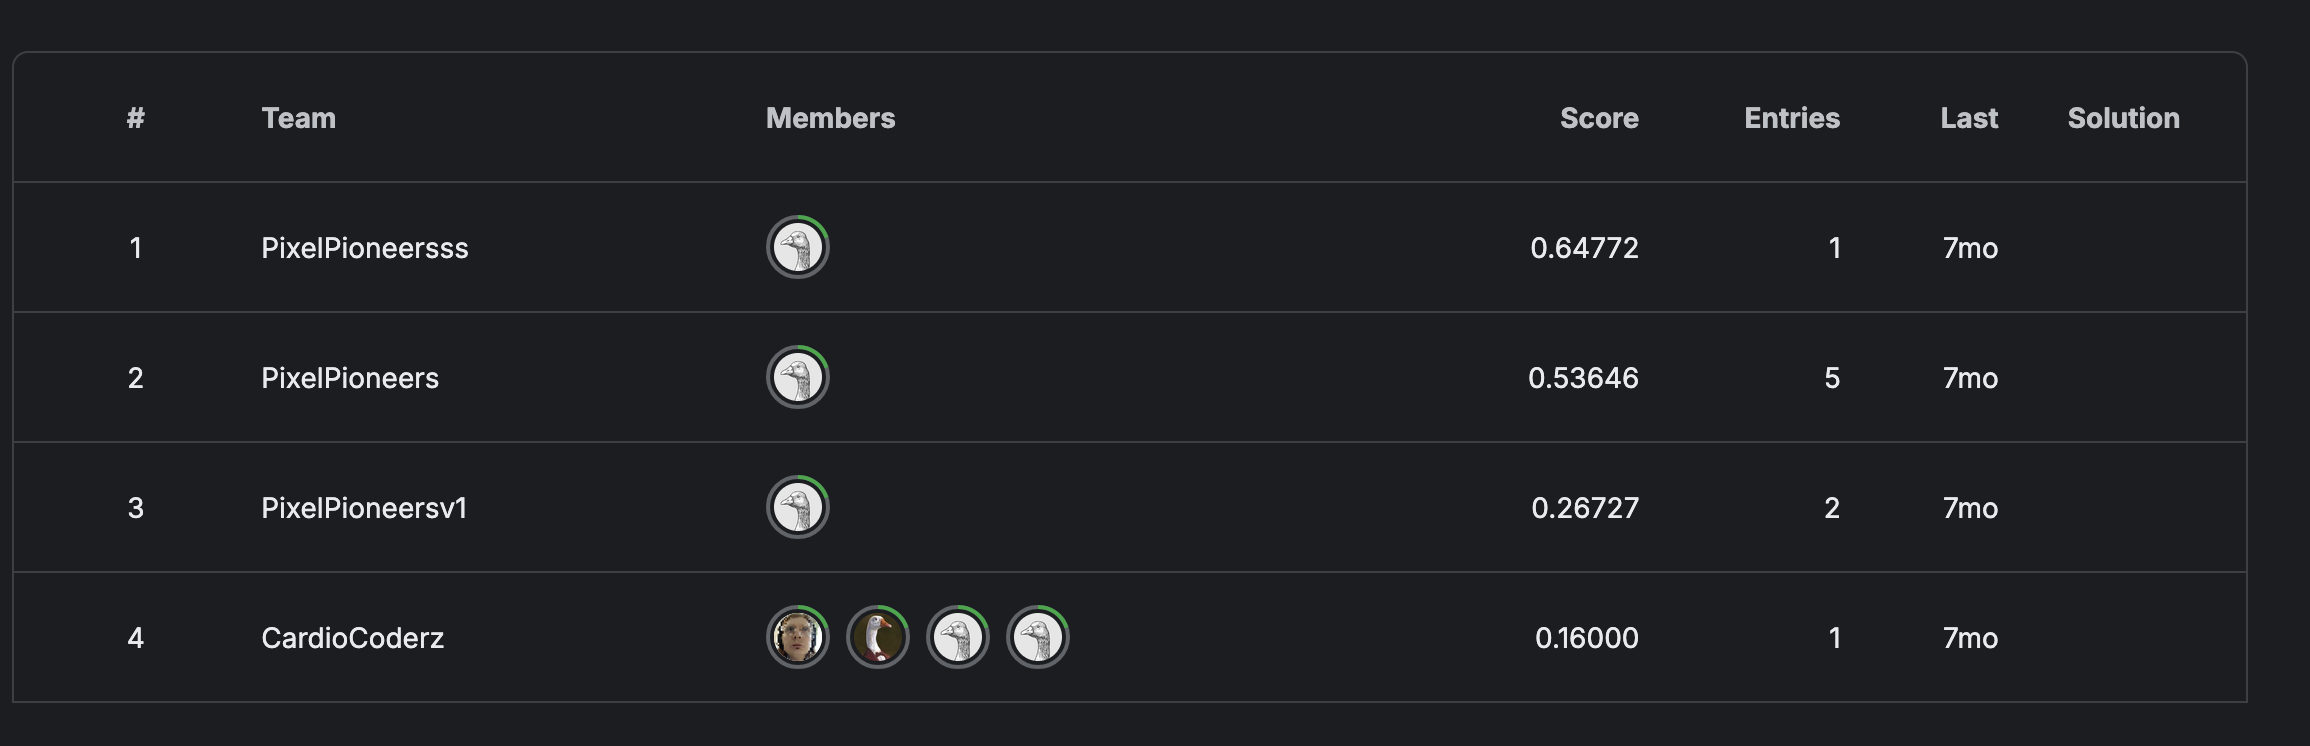 # Team Members Score Entries Last Solution
1 PixelPioneersss 0.64772 1 7mo
2 PixelPioneers 0.53646 5 7mo
3 PixelPioneersv1 0.26727 2 7mo
4 CardioCoderz 0.16000 1 7mo